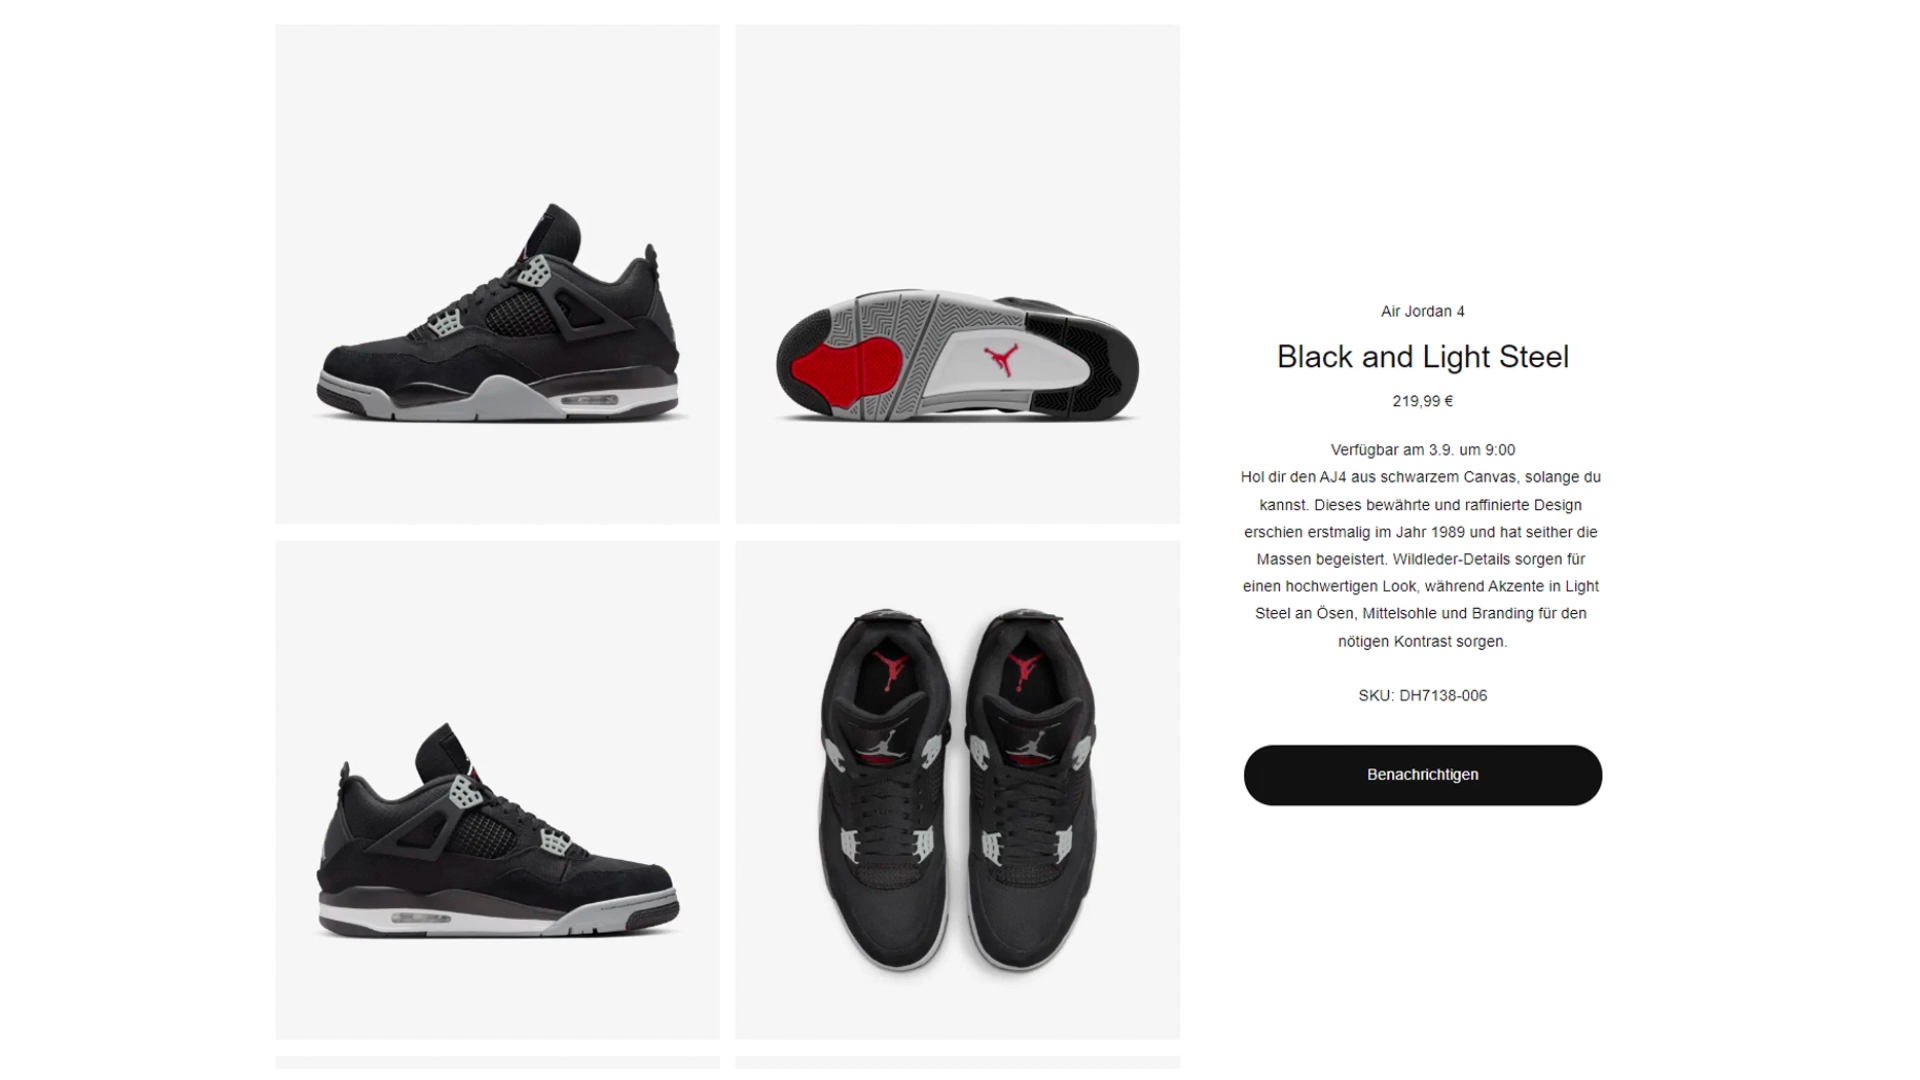 Air Jordan 4
Black and Light Steel
219,99 €
Verfügbar am 3.9. um 9:00
Hol dir den AJ4 aus schwarzem Canvas, solange du
kannst. Dieses bewährte und raffinierte Design
erschien erstmalig im Jahr 1989 und hat seither die
Massen begeistert. Wildleder-Details sorgen für
einen hochwertigen Look, während Akzente in Light
Steel an Ösen, Mittelsohle und Branding für den
nötigen Kontrast sorgen.
SKU: DH7138-006
Benachrichtigen